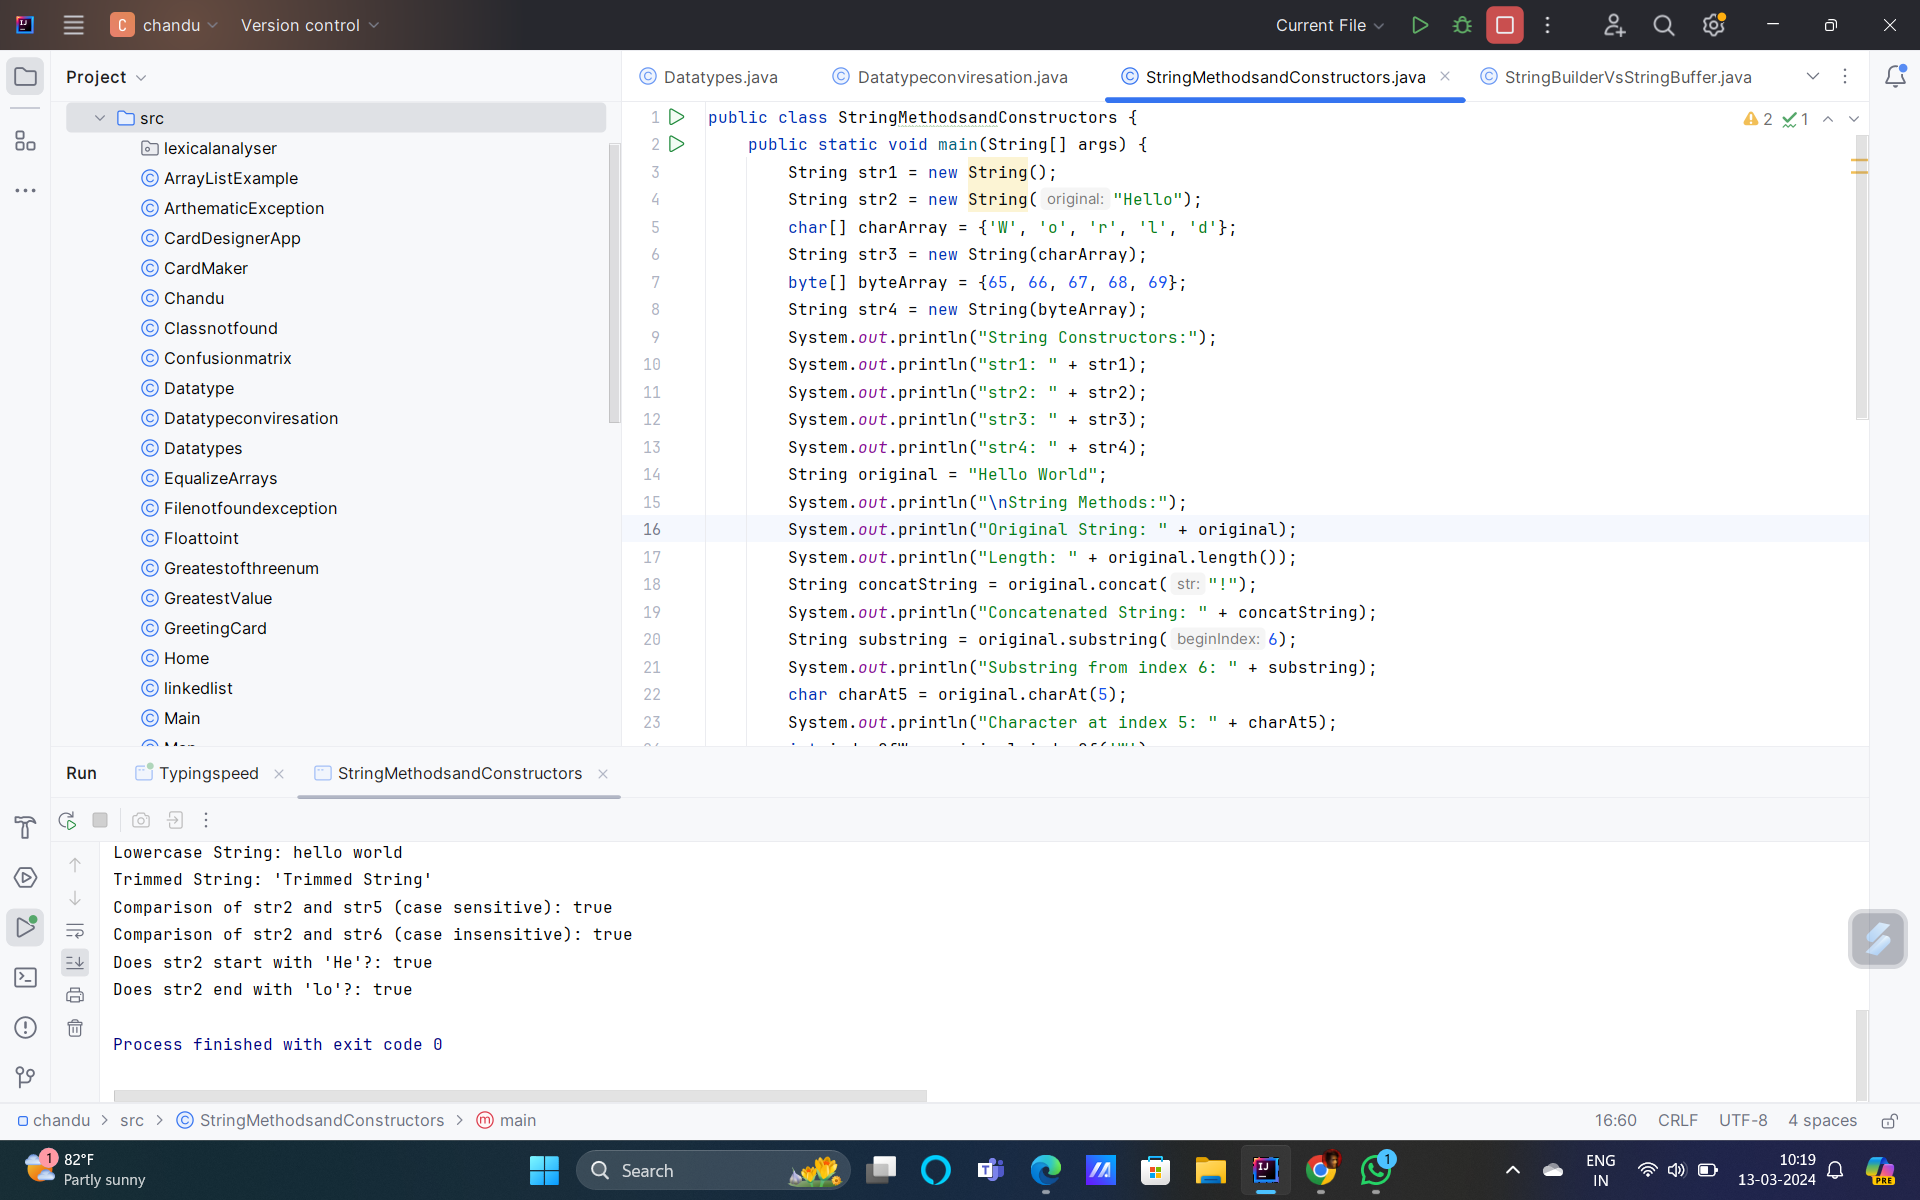 C chandu Version control Current File
Project
Datatypes.java Datatypeconviresation.java StringMethodsandConstructors.java StringBuilderVsStringBuffer.java
src
lexicalanalyser
ArrayListExample
ArthematicException
CardDesignerApp
CardMaker
Chandu
Classnotfound
Confusionmatrix
Datatype
Datatypeconviresation
Datatypes
EqualizeArrays
Filenotfoundexception
Floattoint
Greatestofthreenum
GreatestValue
GreetingCard
Home
linkedlist
Main
2 1
1 public class StringMethodsandConstructors {
2 public static void main(String[] args) {
3 String str1 = new String();
4 String str2 = new String( original: "Hello");
5 char[] charArray = {'W', 'o', 'r', 'l', 'd'};
6 String str3 = new String(charArray);
7 byte[] byteArray = {65, 66, 67, 68, 69};
8 String str4 = new String(byteArray);
9 System.out.println("String Constructors:");
10 System.out.println("str1: " + str1);
11 System.out.println("str2: " + str2);
12 System.out.println("str3: " + str3);
13 System.out.println("str4: " + str4);
14 String original = "Hello World";
15 System.out.println("\nString Methods:");
16 System.out.println("Original String: " + original);
17 System.out.println("Length: " + original.length());
18 String concatString = original.concat( str: "!");
19 System.out.println("Concatenated String: " + concatString);
20 String substring = original.substring( beginIndex: 6);
21 System.out.println("Substring from index 6: " + substring);
22 char charAt5 = original.charAt(5);
23 System.out.println("Character at index 5: " + charAt5);
Run Typingspeed StringMethodsandConstructors
Lowercase String: hello world
Trimmed String: 'Trimmed String'
Comparison of str2 and str5 (case sensitive): true
Comparison of str2 and str6 (case insensitive): true
Does str2 start with 'He'?: true
Does str2 end with 'lo'?: true
Process finished with exit code 0
chandu > src > StringMethodsandConstructors > main 16:60 CRLF UTF-8 4 spaces
1 82°F
Partly sunny
Search
1
ENG
IN
10:19
13-03-2024
PRE